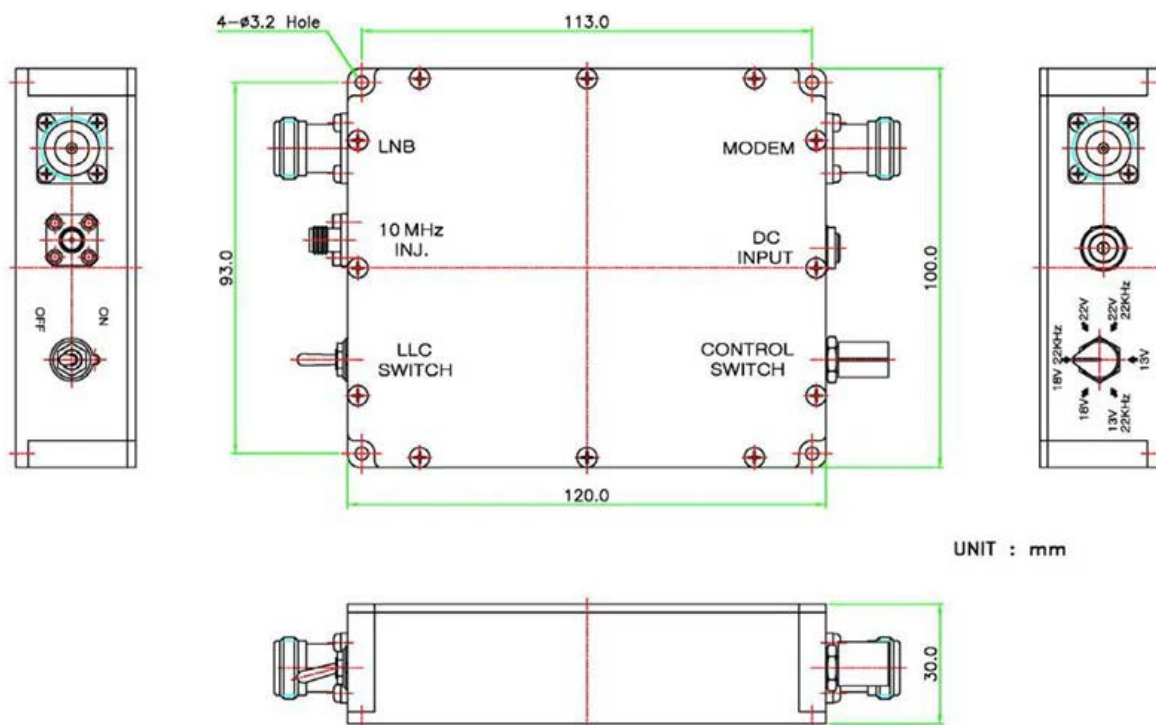 4-ø3.2 Hole
113.0
LNB
MODEM
10 MHz
INJ.
DC
INPUT
93.0
100.0
OFF
ON
LLC
SWITCH
CONTROL
SWITCH
22V
22V
22KHz
18V 22KHz
13V
18V
13V
22KHz
120.0
UNIT : mm
30.0